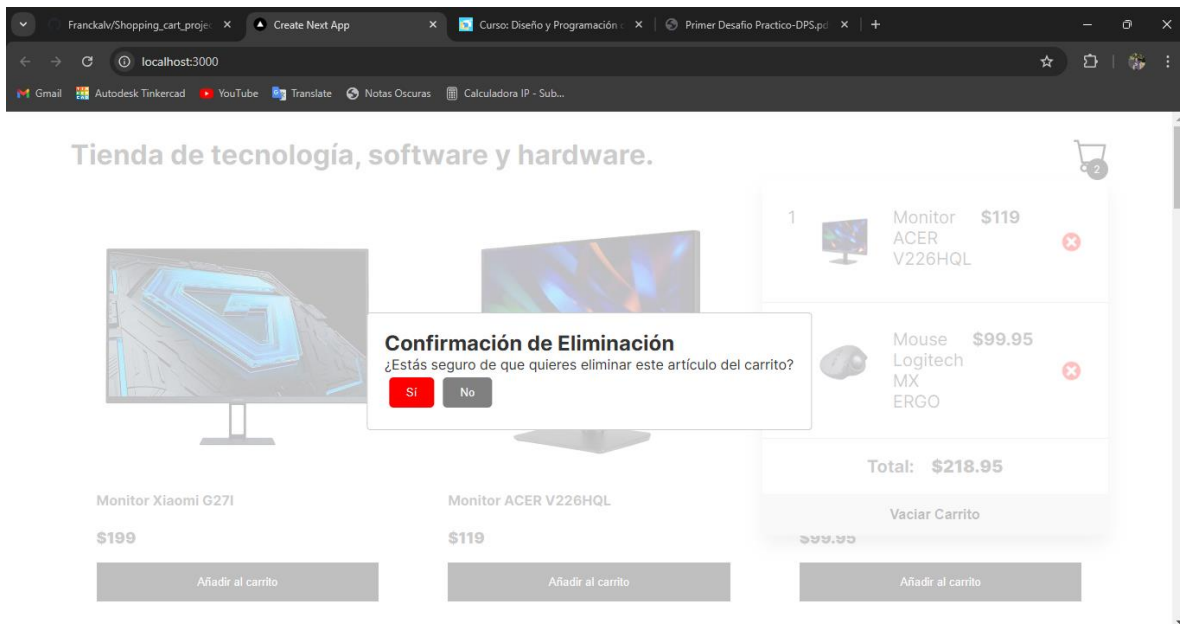 Franckalv/Shopping_cart_projec
Create Next App
Curso: Diseño y Programación
Primer Desafio Practico-DPS.pd
localhost:3000
Gmail
Autodesk Tinkercad
YouTube
Translate
Notas Oscuras
Calculadora IP - Sub...
Tienda de tecnología, software y hardware.
2
1
Monitor
ACER
V226HQL
$119
Mouse
Logitech
MX
ERGO
$99.95
Total: $218.95
Vaciar Carrito
Confirmación de Eliminación
¿Estás seguro de que quieres eliminar este artículo del carrito?
Sí
No
Monitor Xiaomi G27I
$199
Añadir al carrito
Monitor ACER V226HQL
$119
Añadir al carrito
$99.95
Añadir al carrito